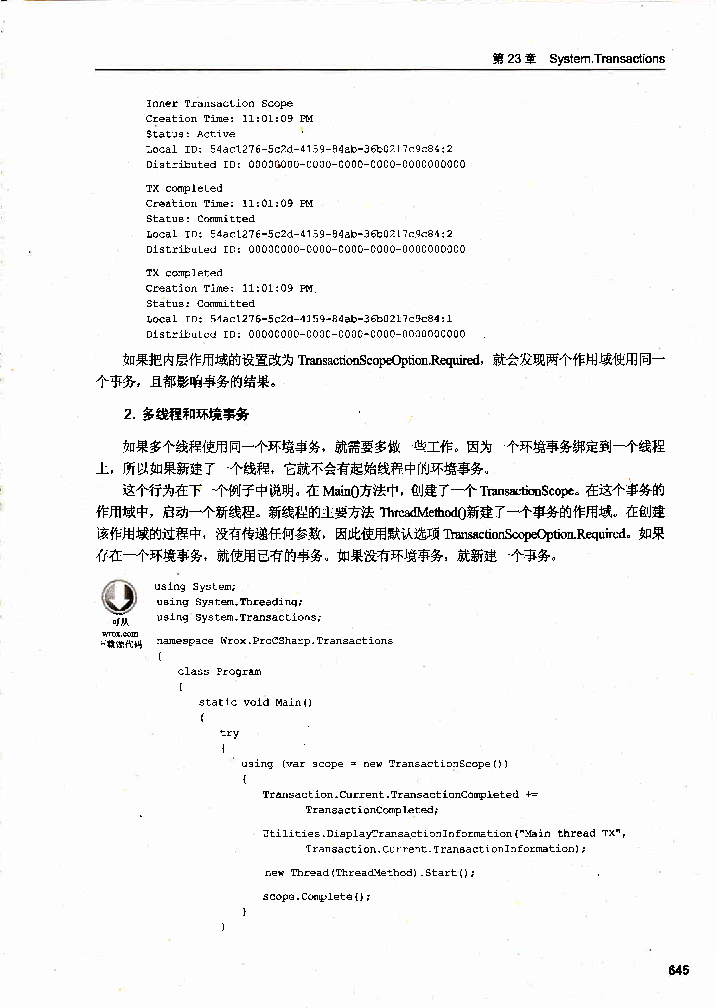 第 23 章 System.Transactions
Inner Transaction Scope
Creation Time: 11:01:09 PM
Status: Active
Local ID: 54ac1276-5c2d-4159-84ab-36b0217c9c84:2
Distributed ID: 00000000-0000-0000-0000-0000000000
TX completed
Creation Time: 11:01:09 PM
Status: Committed
Local ID: 54ac1276-5c2d-4159-84ab-36b0217c9c84:2
Distributed ID: 00000000-0000-0000-0000-0000000000
TX completed
Creation Time: 11:01:09 PM
Status: Committed
Local ID: 54ac1276-5c2d-4159-84ab-36b0217c9c84:1
Distributed ID: 00000000-0000-0000-0000-0000000000
如果把内层作用域的设置改为 TransactionScopeOption.Required，就会发现两个作用域使用同一
个事务，且都影响事务的结果。
2. 多线程和环境事务
如果多个线程使用同一个环境事务，就需要多做一些工作。因为一个环境事务绑定到一个线程
上，所以如果新建了一个线程，它就不会有起始线程中的环境事务。
这个行为在下一个例子中说明。在 Main()方法中，创建了一个 TransactionScope。在这个事务的
作用域中，启动一个新线程。新线程的主要方法 ThreadMethod()新建了一个事务的作用域。在创建
该作用域的过程中，没有传递任何参数，因此使用默认选项 TransactionScopeOption.Required。如果
存在一个环境事务，就使用已有的事务。如果没有环境事务，就新建一个事务。
可从
wrox.com
下载源代码
using System;
using System.Threading;
using System.Transactions;
namespace Wrox.ProCSharp.Transactions
{
class Program
{
static void Main()
{
try
{
using (var scope = new TransactionScope())
{
Transaction.Current.TransactionCompleted +=
TransactionCompleted;
Utilities.DisplayTransactionInformation("Main thread TX",
Transaction.Current.TransactionInformation);
new Thread(ThreadMethod).Start();
scope.Complete();
}
}
645